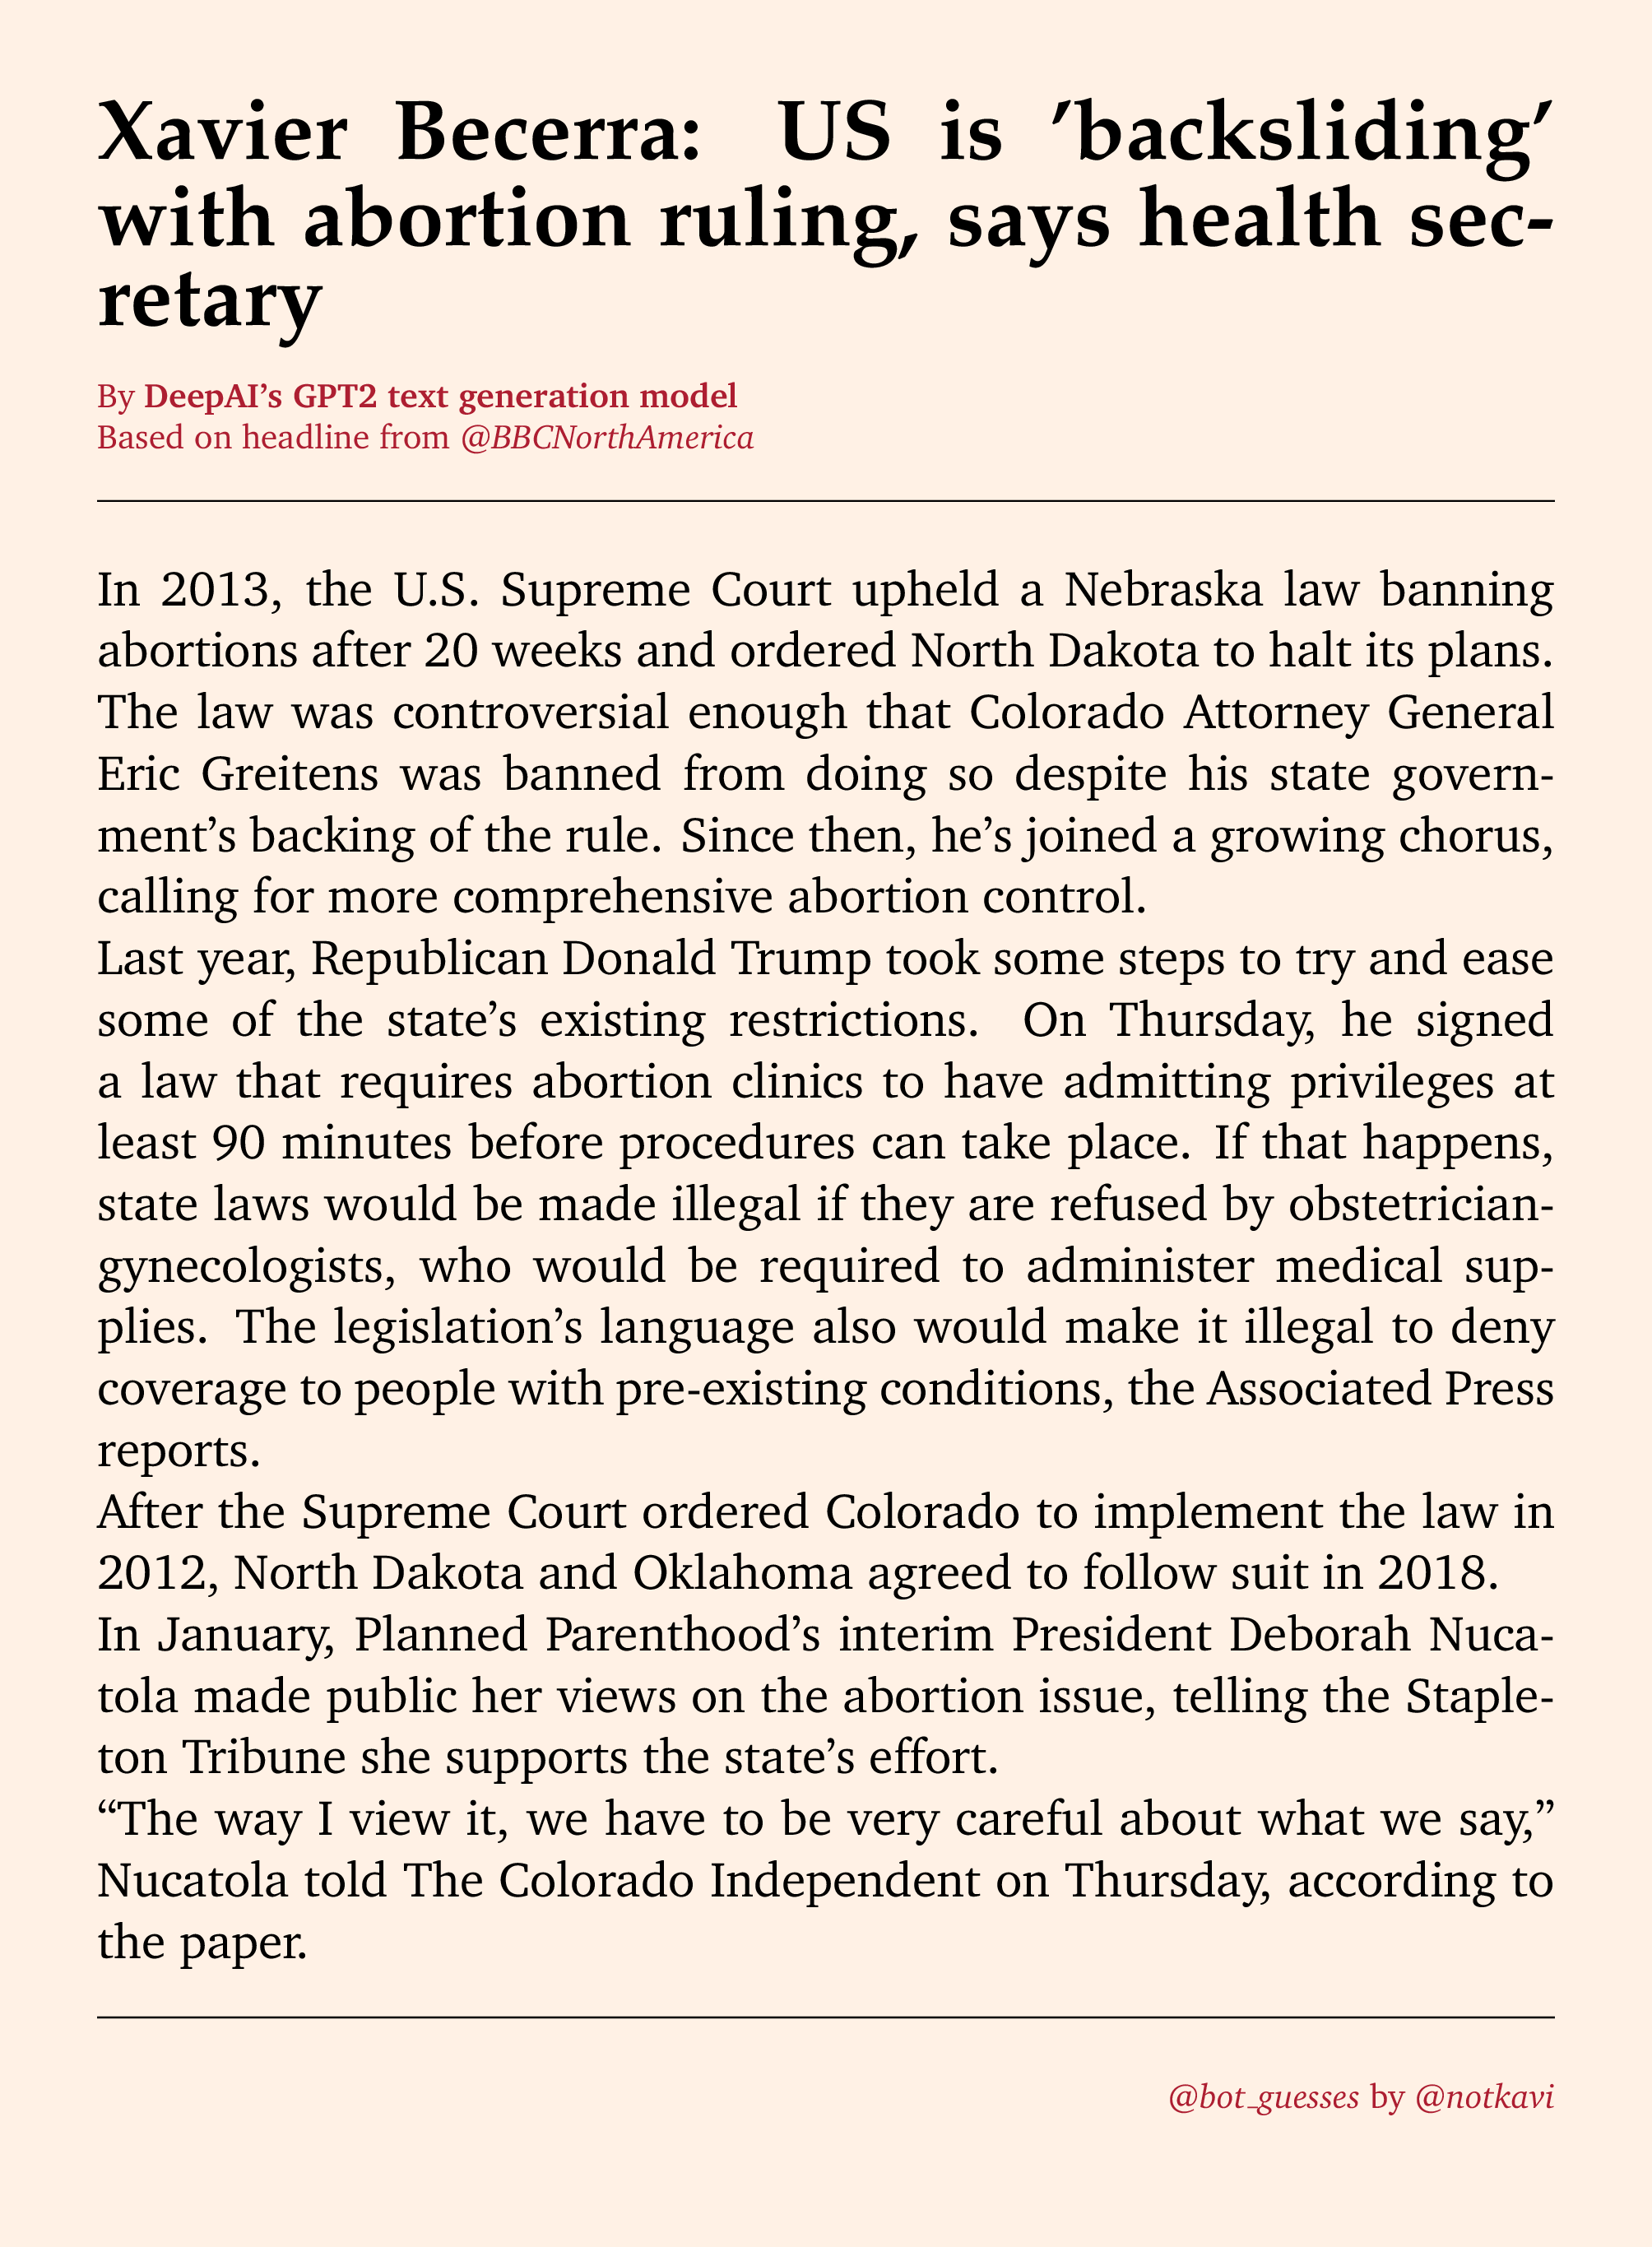 Xavier Becerra: US is 'backsliding'
with abortion ruling, says health sec-
retary
By DeepAI's GPT2 text generation model
Based on headline from @BBCNorthAmerica
In 2013, the U.S. Supreme Court upheld a Nebraska law banning
abortions after 20 weeks and ordered North Dakota to halt its plans.
The law was controversial enough that Colorado Attorney General
Eric Greitens was banned from doing so despite his state govern-
ment's backing of the rule. Since then, he's joined a growing chorus,
calling for more comprehensive abortion control.
Last year, Republican Donald Trump took some steps to try and ease
some of the state's existing restrictions. On Thursday, he signed
a law that requires abortion clinics to have admitting privileges at
least 90 minutes before procedures can take place. If that happens,
state laws would be made illegal if they are refused by obstetrician-
gynecologists, who would be required to administer medical sup-
plies. The legislation's language also would make it illegal to deny
coverage to people with pre-existing conditions, the Associated Press
reports.
After the Supreme Court ordered Colorado to implement the law in
2012, North Dakota and Oklahoma agreed to follow suit in 2018.
In January, Planned Parenthood's interim President Deborah Nuca-
tola made public her views on the abortion issue, telling the Staple-
ton Tribune she supports the state's effort.
“The way I view it, we have to be very careful about what we say,”
Nucatola told The Colorado Independent on Thursday, according to
the paper.
@bot_guesses by @notkavi